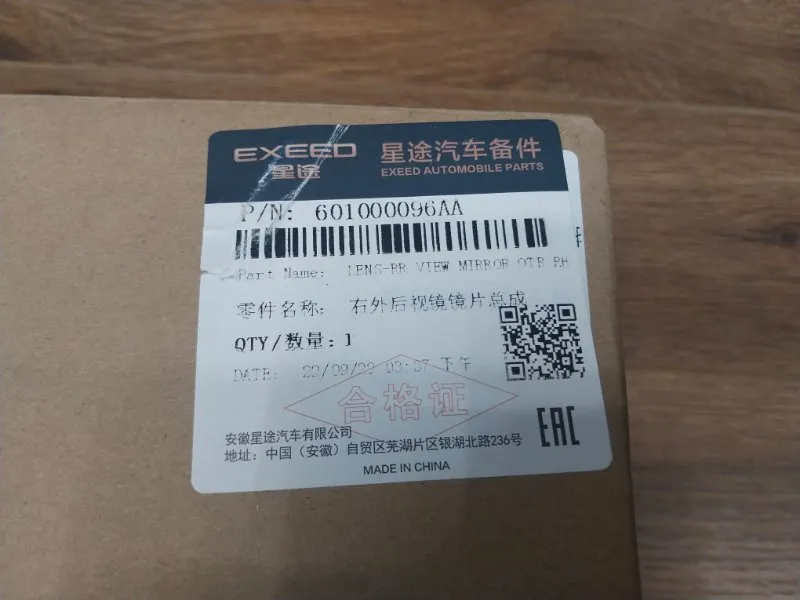 EXEED
星途
星途汽车备件
EXEED AUTOMOBILE PARTS
P/N: 601000096AA
Part Name: LENS-RR VIEW MIRROR OTR RH
零件名称: 右外后视镜镜片总成
QTY/数量:1
DATE: 22/09/23 03:07 下午
合格证
安徽星途汽车有限公司
地址：中国（安徽）自贸区芜湖片区银湖北路236号
EAC
MADE IN CHINA